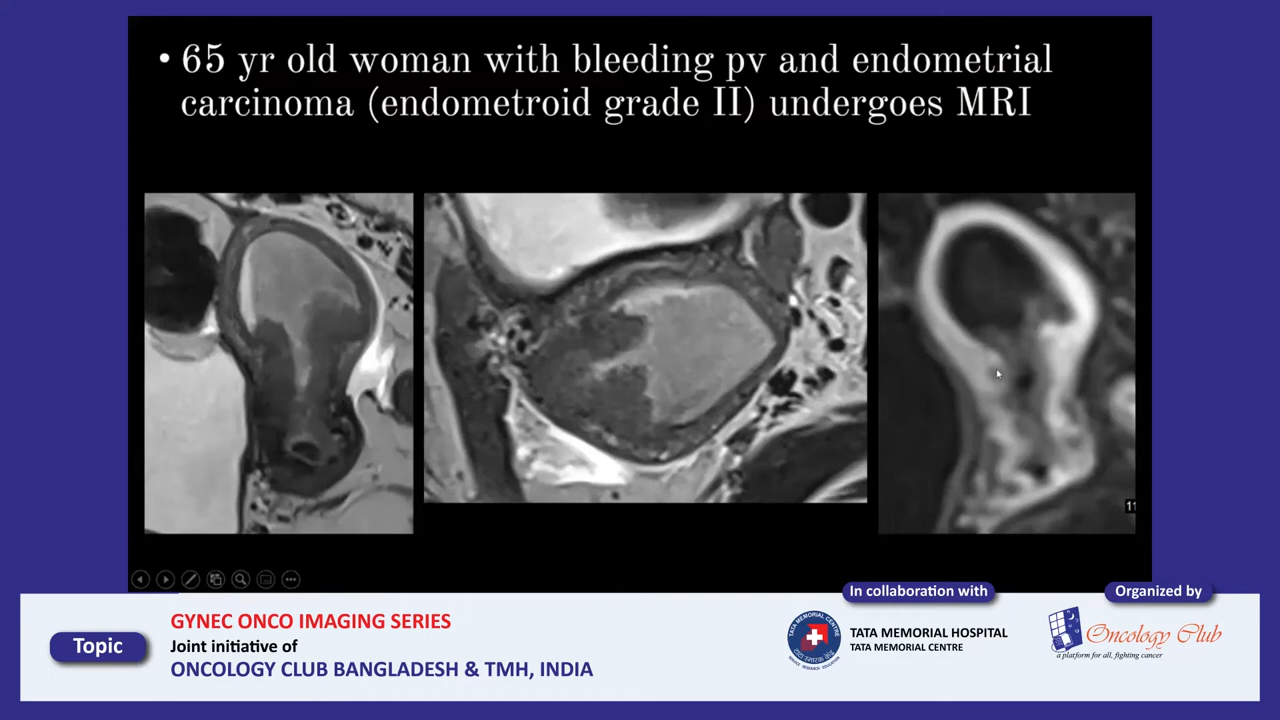 • 65 yr old woman with bleeding pv and endometrial
carcinoma (endometroid grade II) undergoes MRI
11
Topic
GYNEC ONCO IMAGING SERIES
Joint initiative of
ONCOLOGY CLUB BANGLADESH & TMH, INDIA
In collaboration with
TATA MEMORIAL HOSPITAL
TATA MEMORIAL CENTRE
Organized by
Oncology Club
a platform for all, fighting cancer